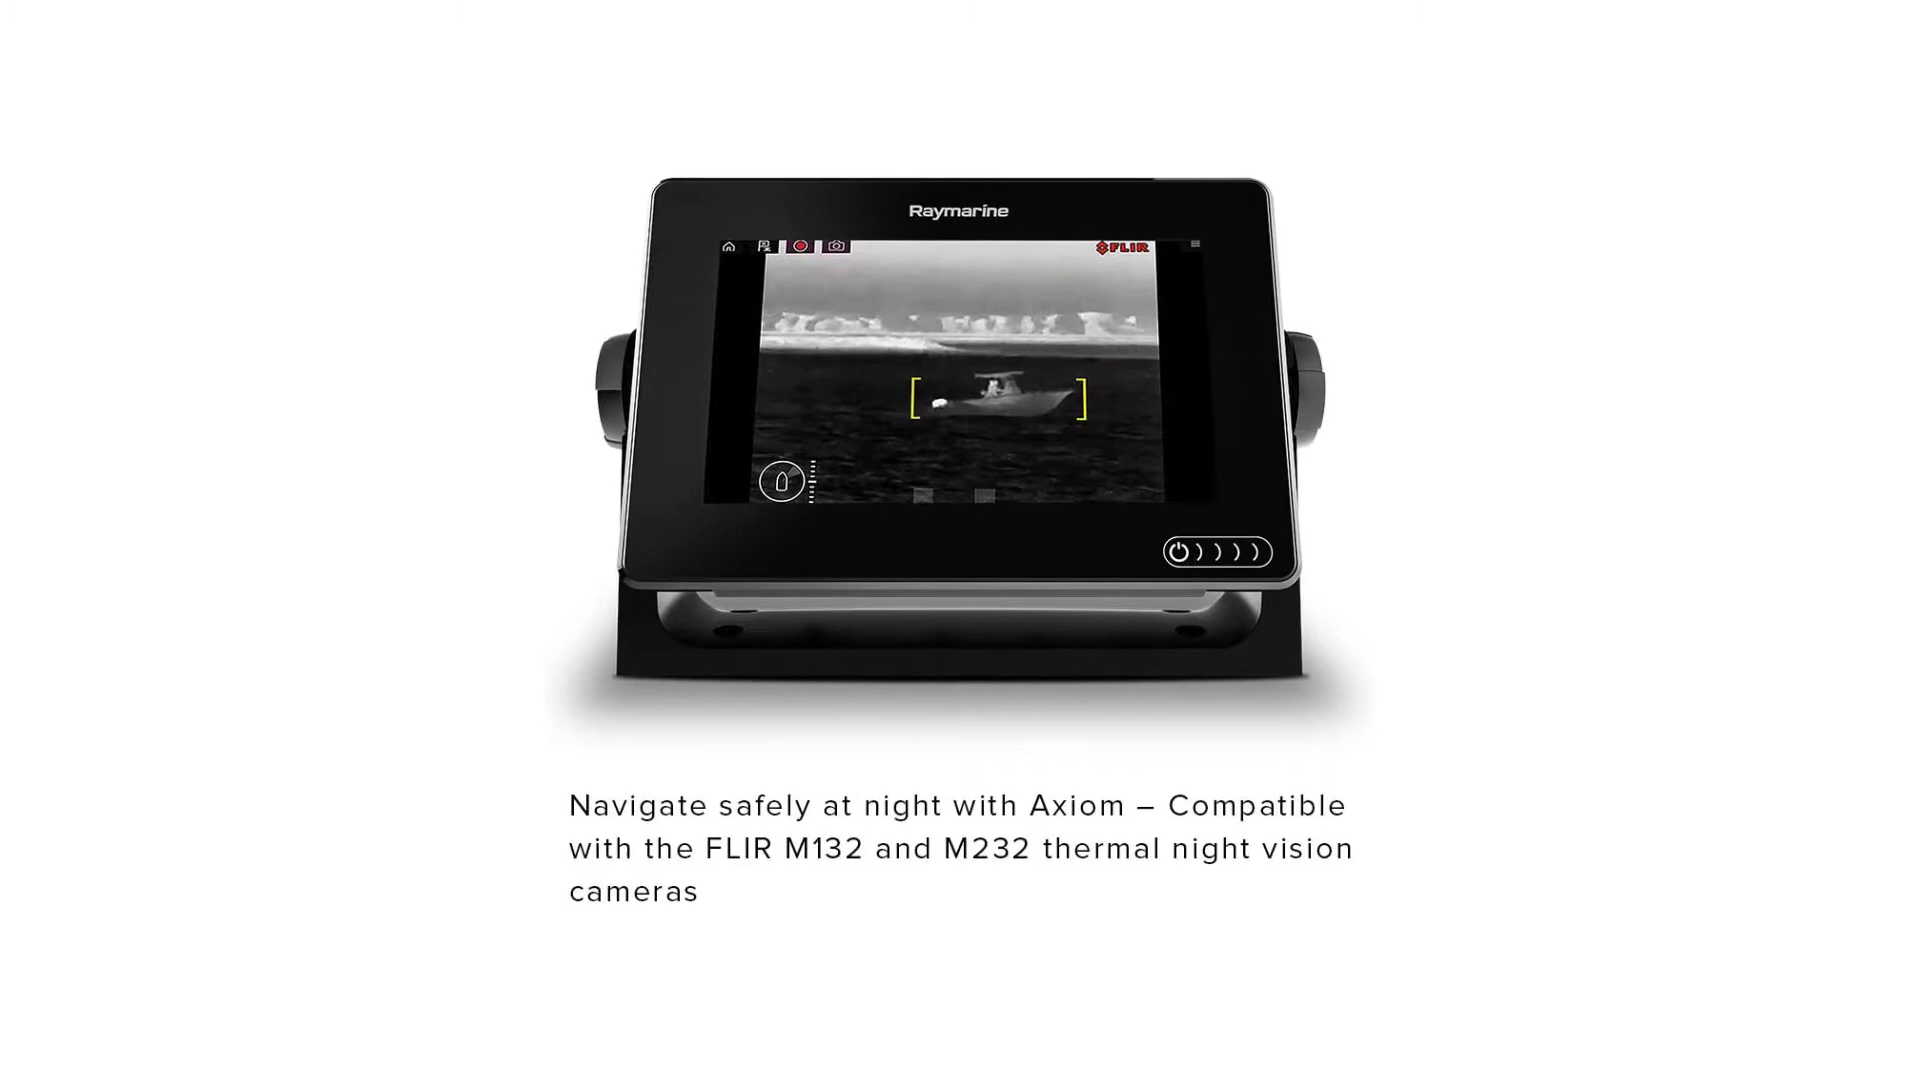 Raymarine
FLIR
Navigate safely at night with Axiom – Compatible
with the FLIR M132 and M232 thermal night vision
cameras